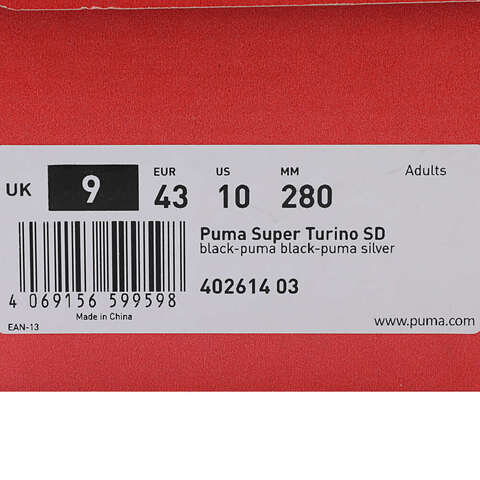 UK 9 EUR 43 US 10 MM 280 Adults
Puma Super Turino SD
black-puma black-puma silver
402614 03
4 069156 599598
Made in China
EAN-13
www.puma.com